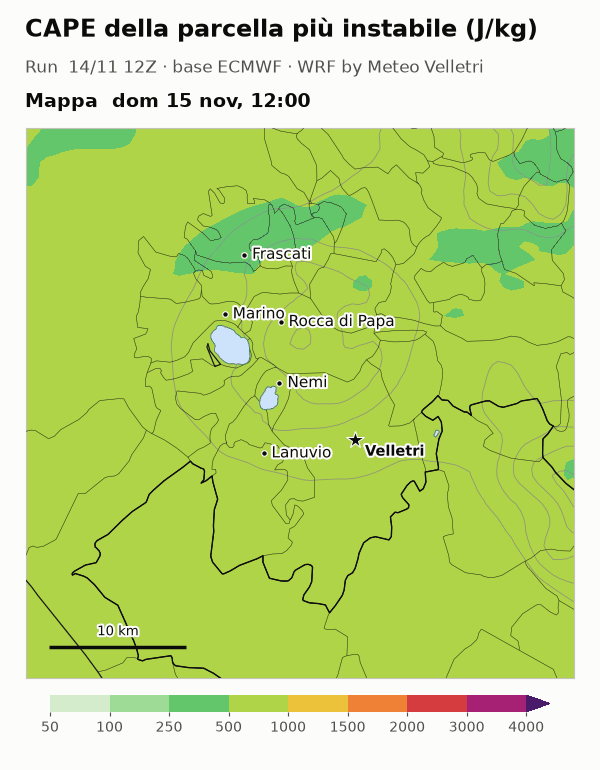 CAPE della parcella più instabile (J/kg)
Run 14/11 12Z · base ECMWF · WRF by Meteo Velletri
Mappa dom 15 nov, 12:00
Frascati
Marino
Rocca di Papa
Nemi
Velletri
Lanuvio
10 km
50 100 250 500 1000 1500 2000 3000 4000